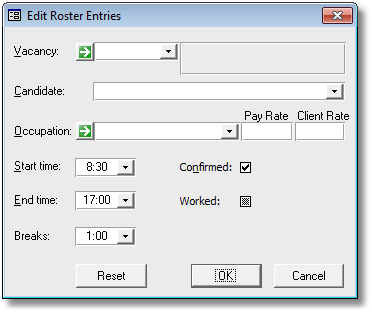 Edit Roster Entries
Vacancy:
Candidate:
Pay Rate Client Rate
Occupation:
Start time: 8:30 Confirmed:
End time: 17:00 Worked:
Breaks: 1:00
Reset OK Cancel